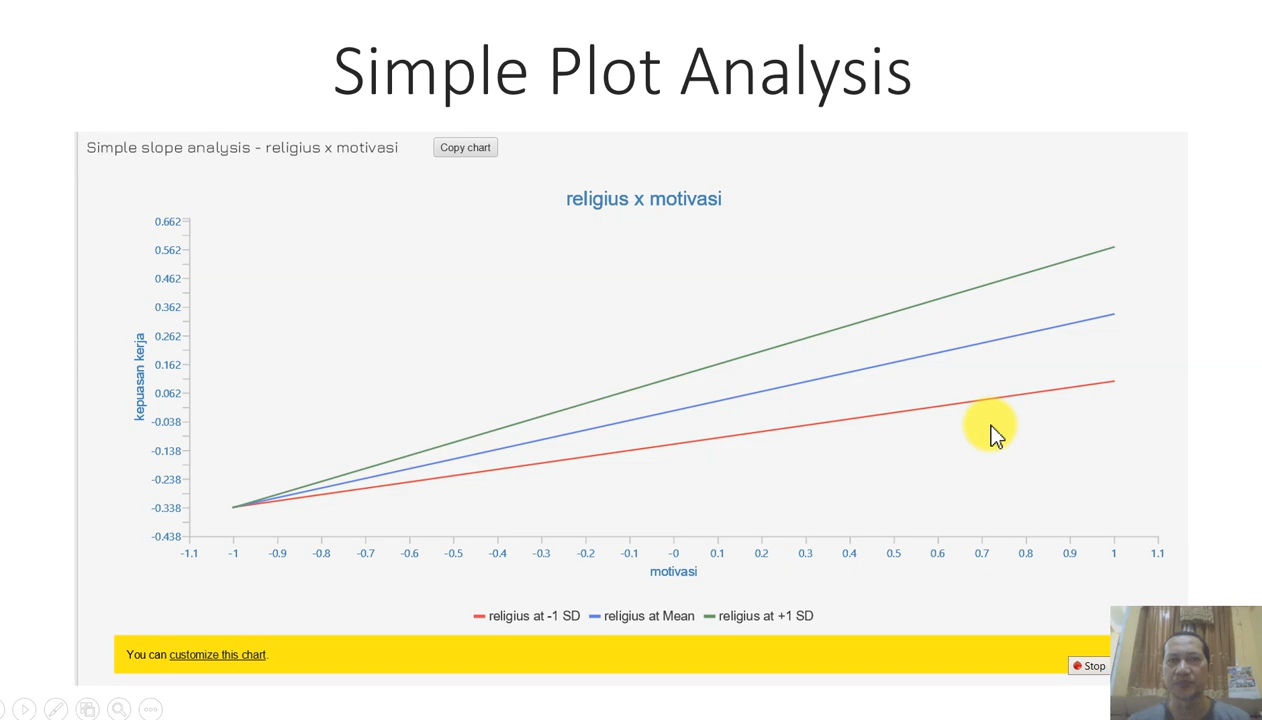 Simple Plot Analysis
Simple slope analysis - religius x motivasi
Copy chart
religius x motivasi
0.662
0.562
0.462
0.362
0.262
0.162
0.062
-0.038
-0.138
-0.238
-0.338
-0.438
kepuasan kerja
-1.1 -1 -0.9 -0.8 -0.7 -0.6 -0.5 -0.4 -0.3 -0.2 -0.1 -0 0.1 0.2 0.3 0.4 0.5 0.6 0.7 0.8 0.9 1 1.1
motivasi
religius at -1 SD religius at Mean religius at +1 SD
You can customize this chart.
Stop